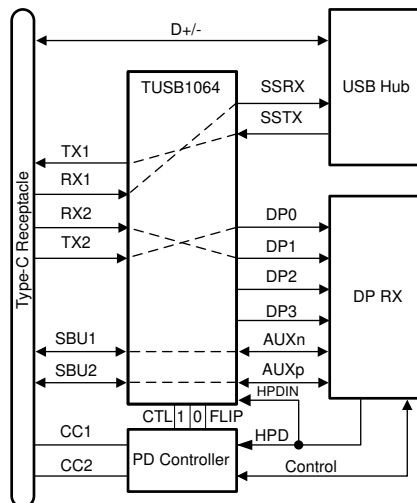 D+/-
TUSB1064
USB Hub
SSRX
SSTX
TX1
RX1
RX2
TX2
Type-C Receptacle
DP0
DP1
DP2
DP3
DP RX
SBU1
SBU2
AUXn
AUXp
HPDIN
CTL 1 0 FLIP
CC1
CC2
PD Controller
HPD
Control